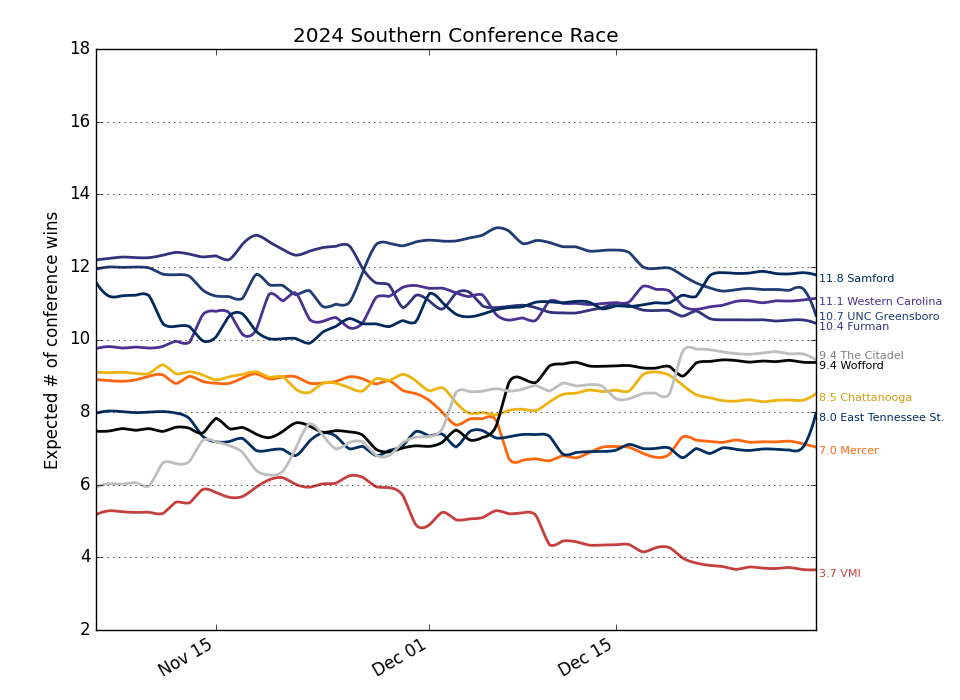 2024 Southern Conference Race
Expected # of conference wins
18
16
14
12
10
8
6
4
2
Nov 15
Dec 01
Dec 15
11.8 Samford
11.1 Western Carolina
10.7 UNC Greensboro
10.4 Furman
9.4 The Citadel
9.4 Wofford
8.5 Chattanooga
8.0 East Tennessee St.
7.0 Mercer
3.7 VMI